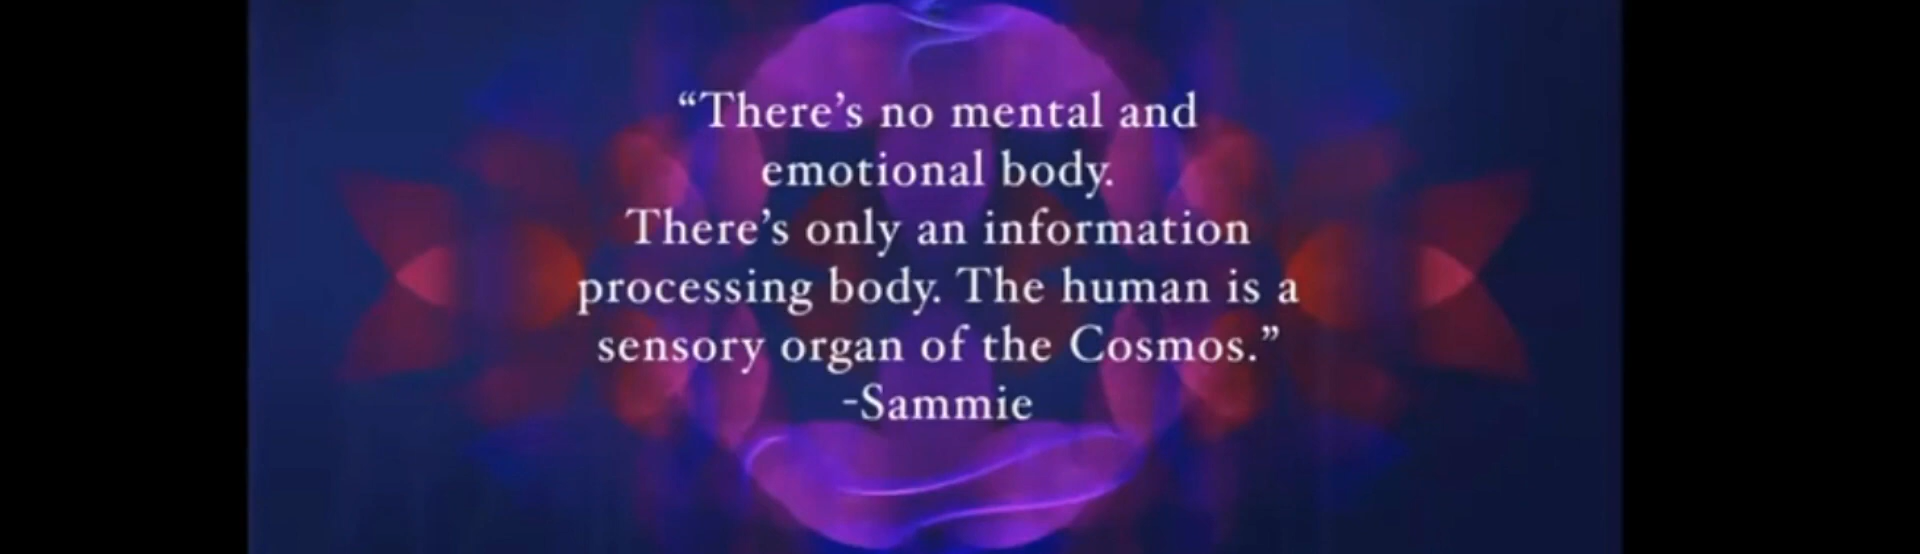 “There’s no mental and
emotional body.
There’s only an information
processing body. The human is a
sensory organ of the Cosmos.”
-Sammie